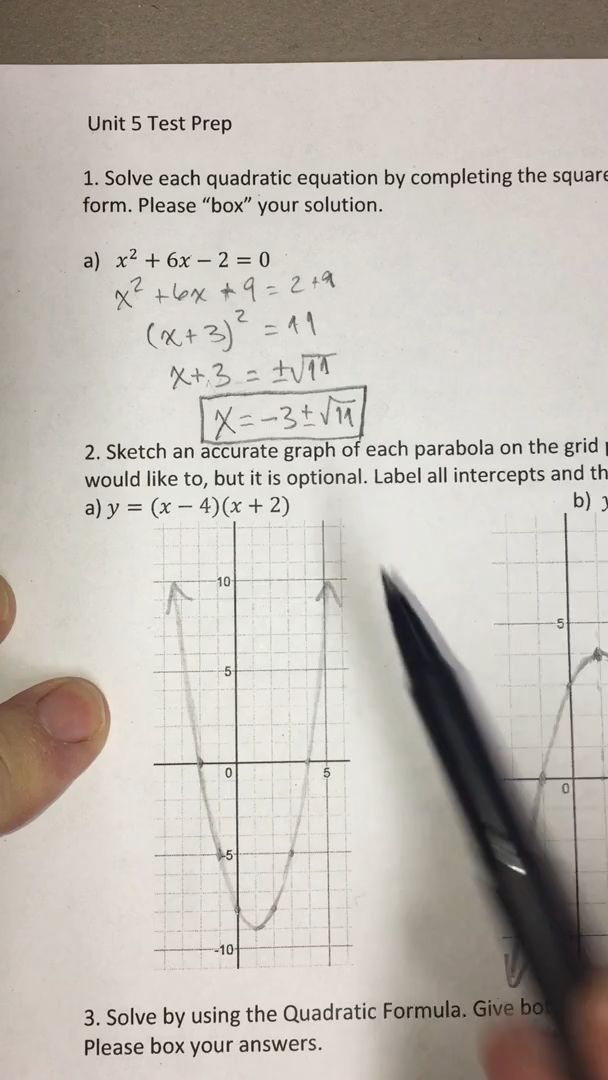 Unit 5 Test Prep
1. Solve each quadratic equation by completing the square
form. Please “box” your solution.
a) x² + 6x − 2 = 0
x² + 6x + 9 = 2 + 9
(x + 3)² = 11
x + 3 = ±√11
x = −3 ± √11
2. Sketch an accurate graph of each parabola on the grid
would like to, but it is optional. Label all intercepts and th
a) y = (x − 4)(x + 2)
b) y
10
5
0
5
-5
-10
5
0
3. Solve by using the Quadratic Formula. Give
Please box your answers.